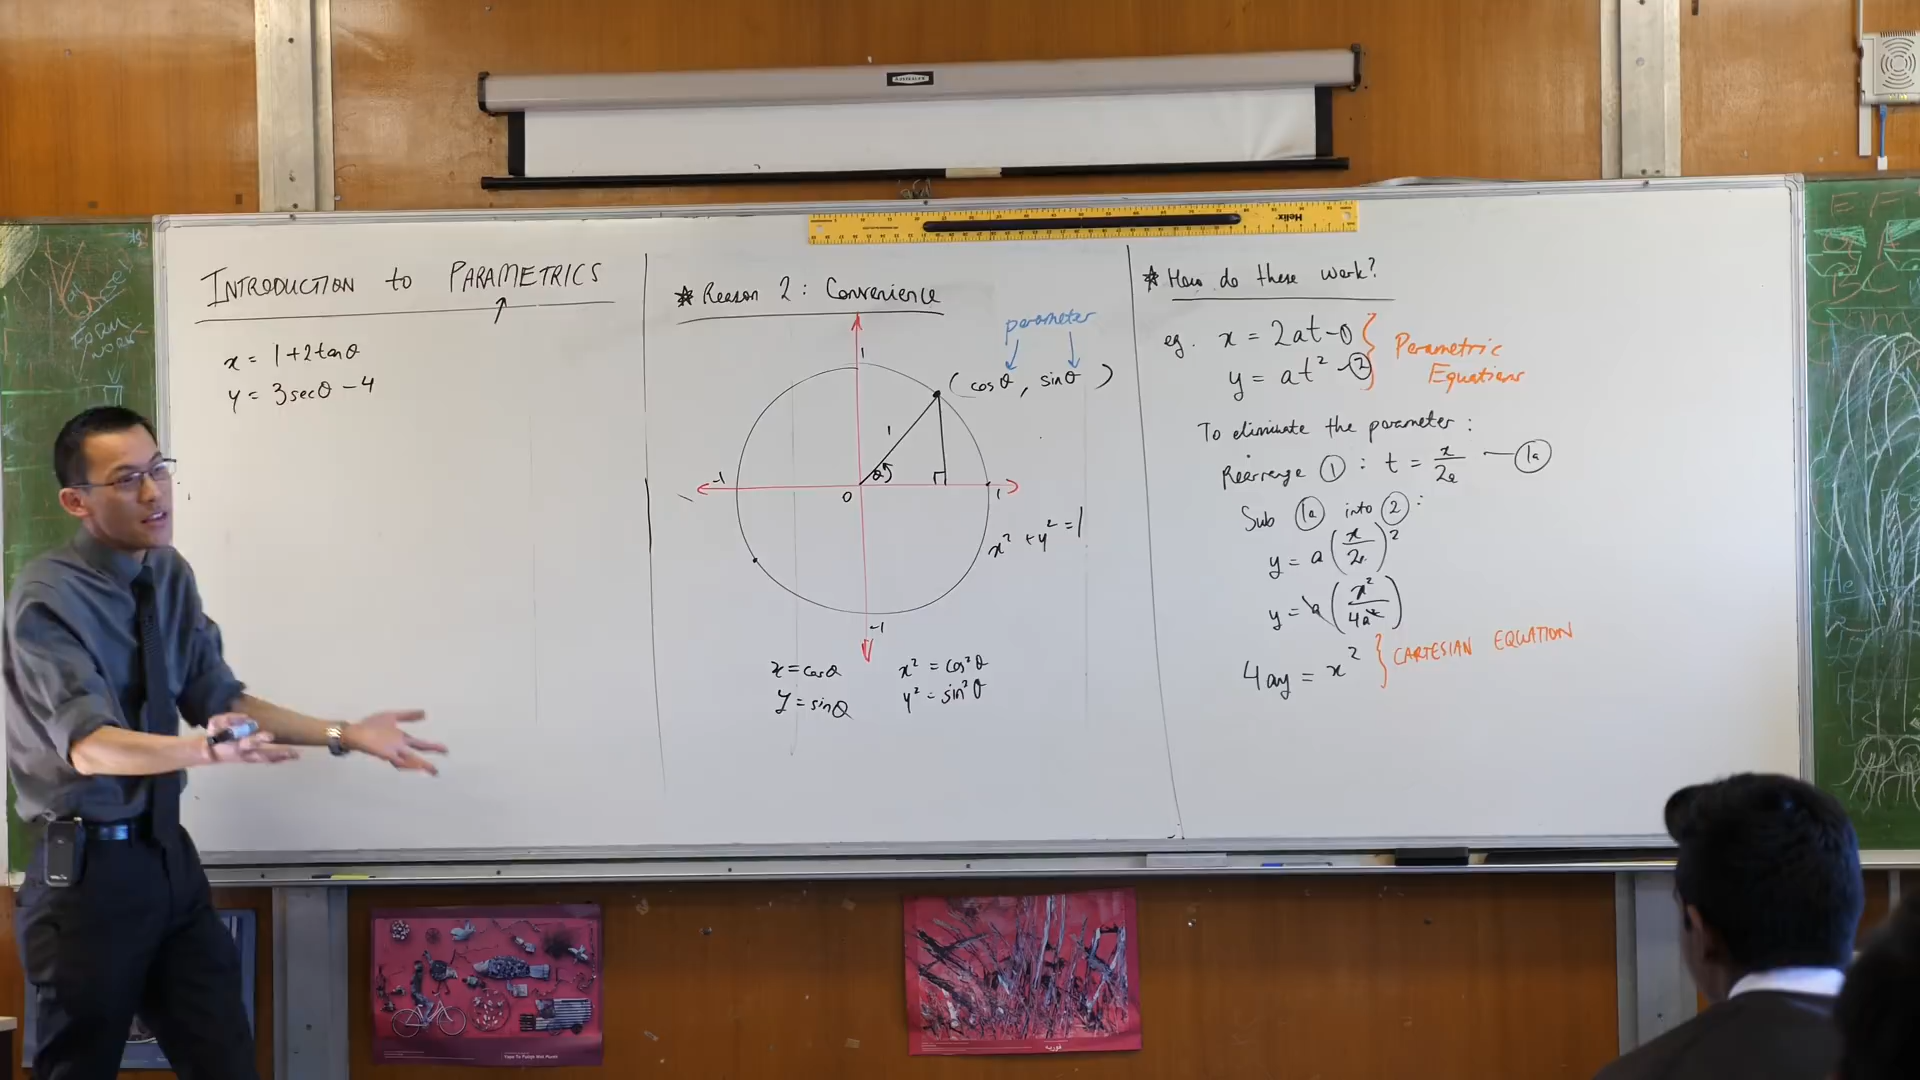 INTRODUCTION to PARAMETRICS
x = 1 + 2tanθ
y = 3secθ - 4
* Reason 2: Convenience
parameter
(cosθ, sinθ)
1
1
θ
-1
0
1
x² + y² = 1
-1
x = cosθ x² = cos²θ
y = sinθ y² = sin²θ
* How do these work?
eg. x = 2at - ①
y = at² - ②
Parametric
Equations
To eliminate the parameter:
Rearrange ①: t = x/2a — ①a
Sub ①a into ②:
y = a(x/2a)²
y = a(x²/4a²)
4ay = x²
CARTESIAN EQUATION
Helix
FORM
WORK